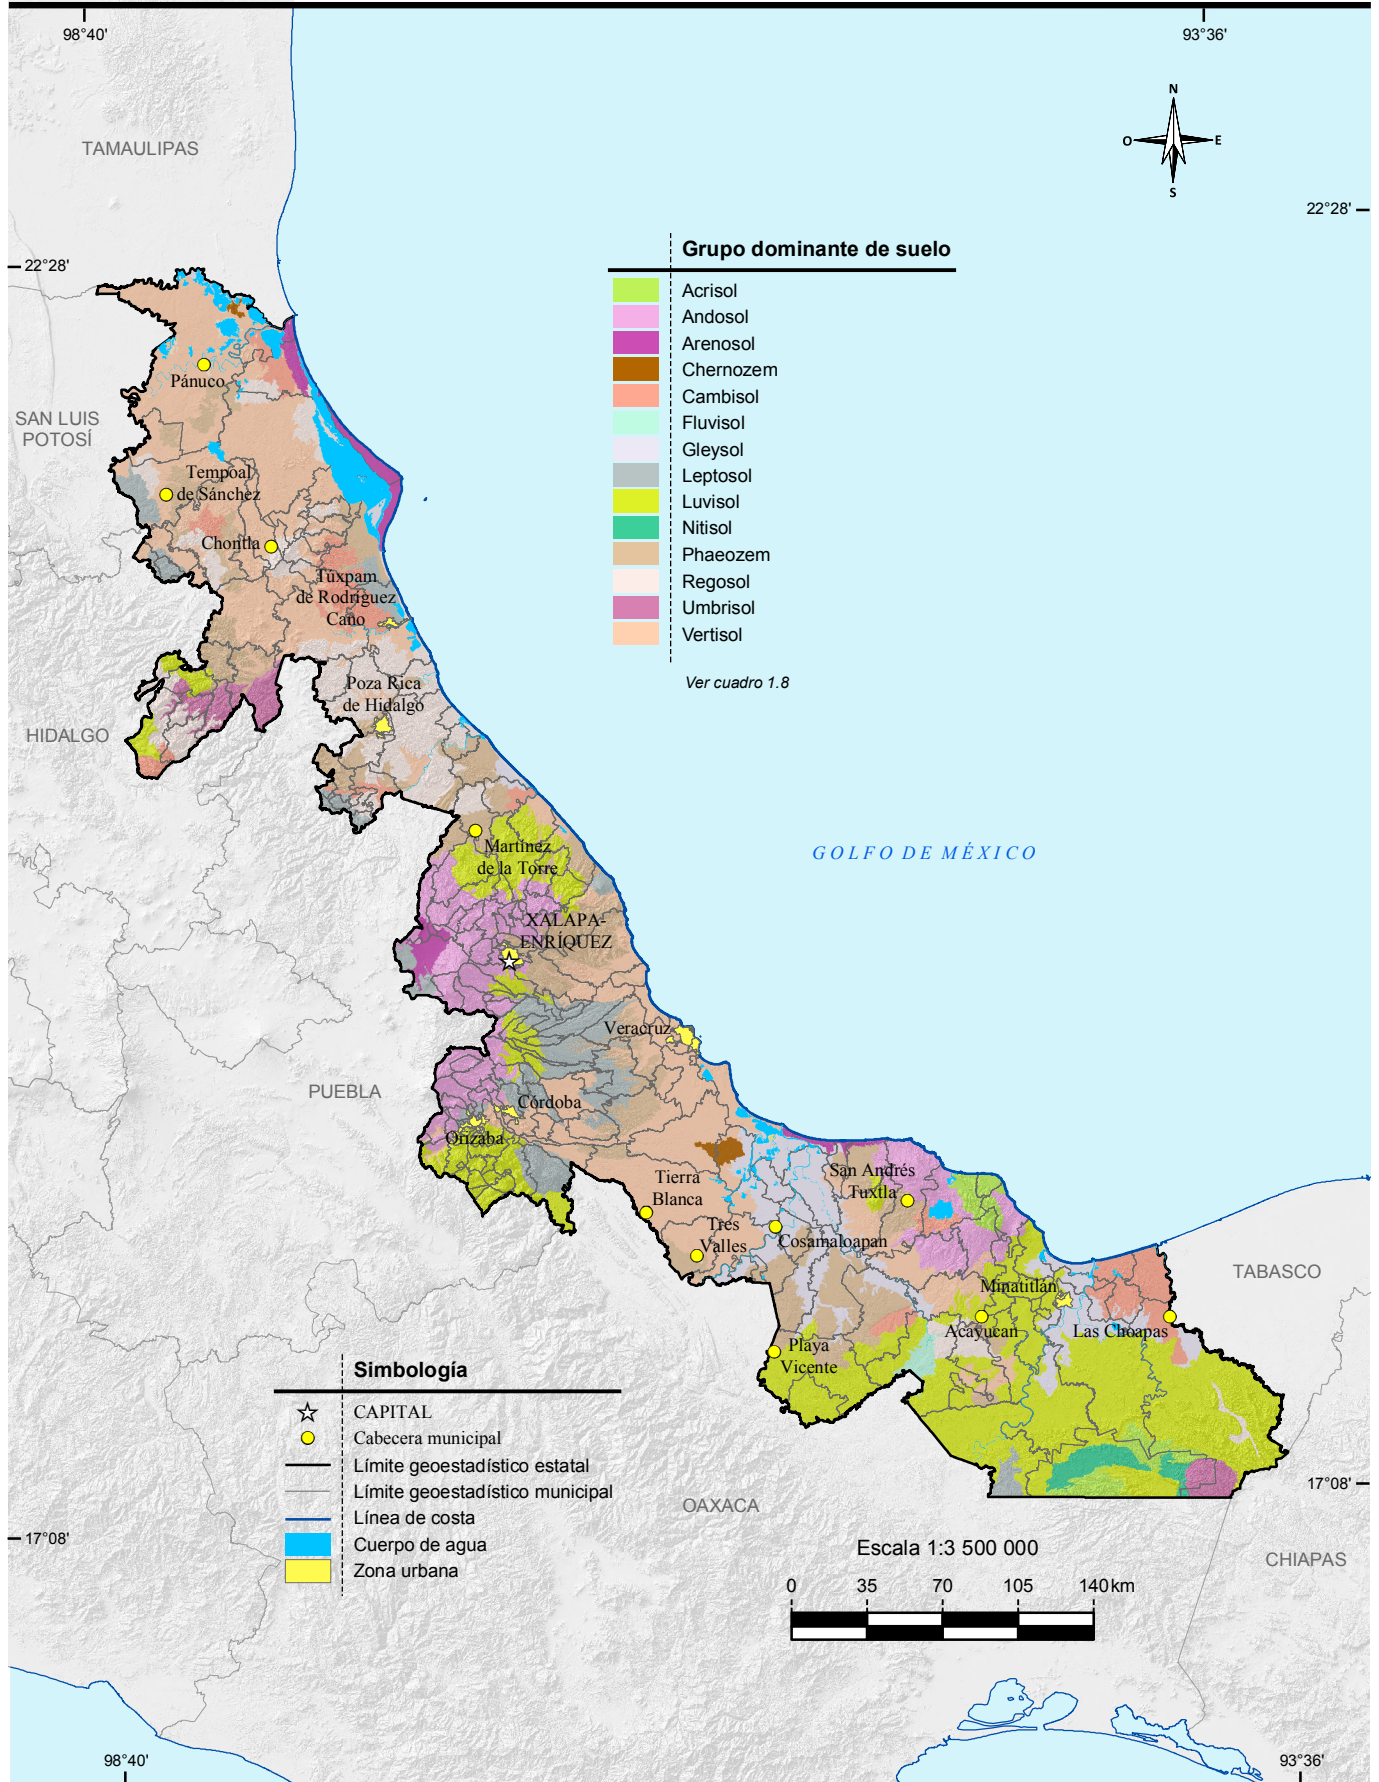 98°40'
93°36'
N
O
E
S
TAMAULIPAS
22°28'
22°28'
Grupo dominante de suelo
Acrisol
Andosol
Arenosol
Chernozem
Cambisol
Fluvisol
Gleysol
Leptosol
Luvisol
Nitisol
Phaeozem
Regosol
Umbrisol
Vertisol
Ver cuadro 1.8
Pánuco
SAN LUIS
POTOSÍ
Tempoal
de Sánchez
Chontla
Túxpam
de Rodríguez
Cano
Poza Rica
de Hidalgo
HIDALGO
Martínez
de la Torre
GOLFO DE MÉXICO
XALAPA-
ENRÍQUEZ
Veracruz
PUEBLA
Córdoba
Orizaba
Tierra
Blanca
San Andrés
Tuxtla
Tres
Valles
Cosamaloapan
TABASCO
Minatitlán
Acayucan
Las Choapas
Playa
Vicente
Simbología
CAPITAL
Cabecera municipal
Límite geoestadístico estatal
Límite geoestadístico municipal
Línea de costa
Cuerpo de agua
Zona urbana
OAXACA
17°08'
17°08'
CHIAPAS
Escala 1:3 500 000
0 35 70 105 140 km
98°40'
93°36'